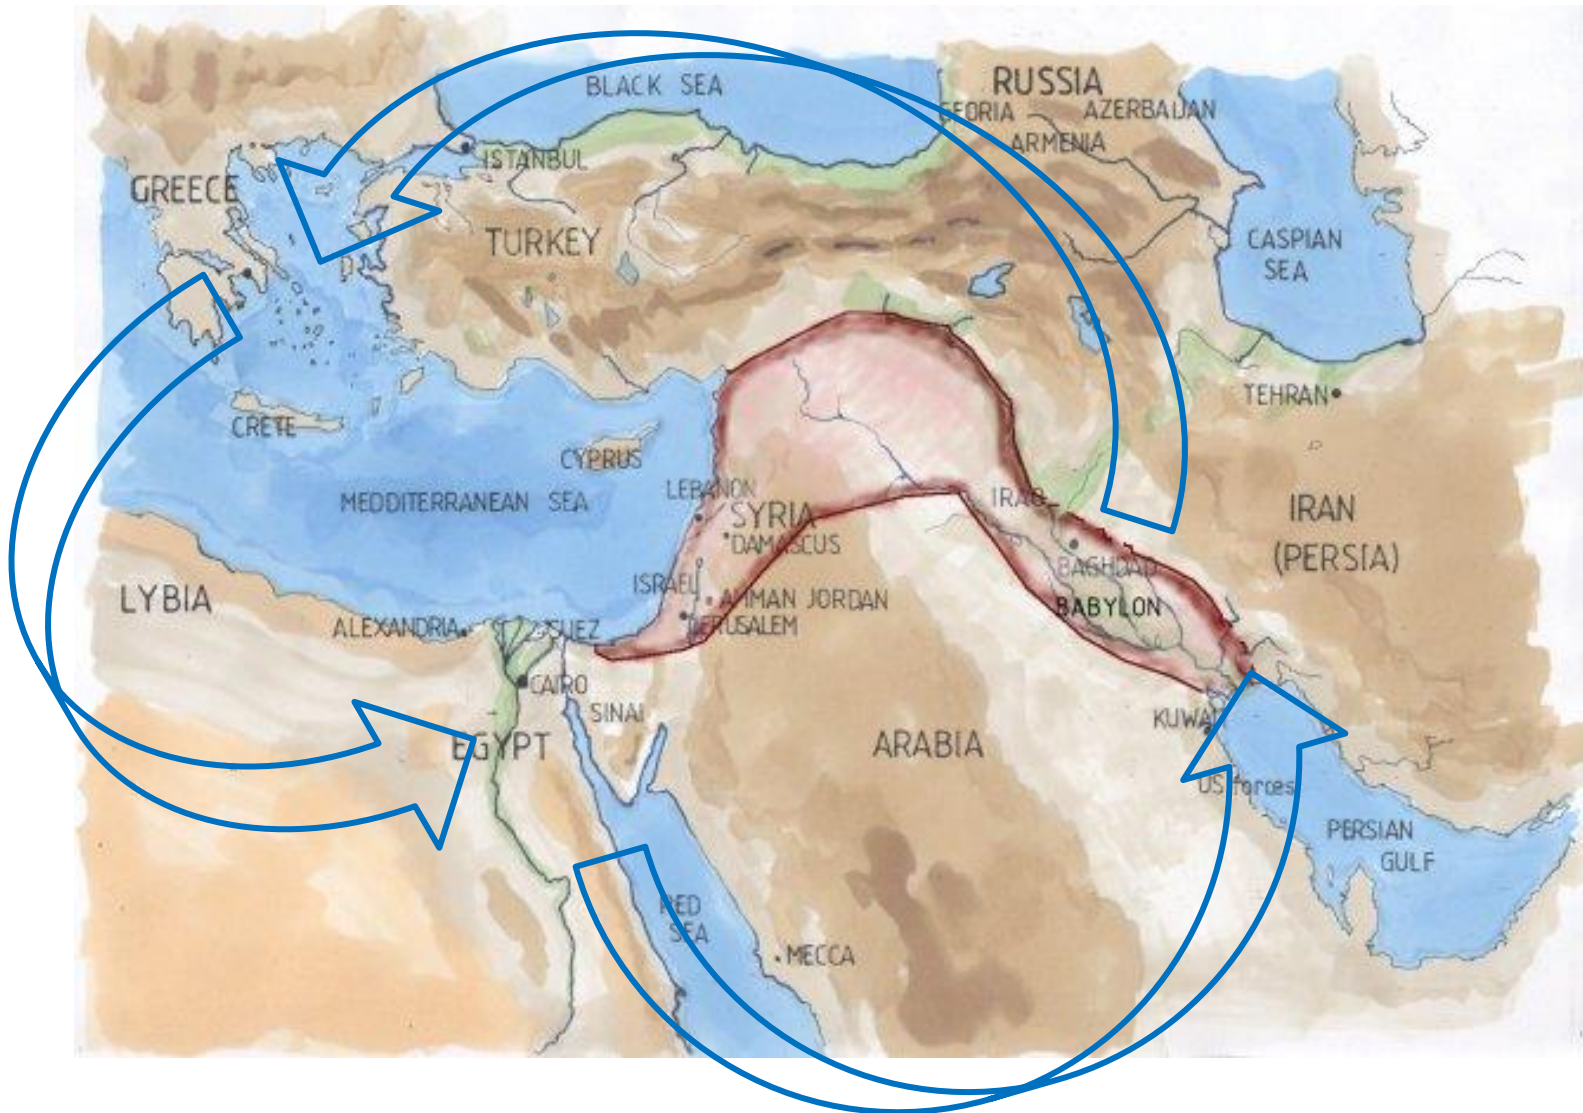 BLACK SEA
RUSSIA
GEORIA
AZERBAIJAN
ARMENIA
ISTANBUL
GREECE
TURKEY
CASPIAN
SEA
TEHRAN
CRETE
CYPRUS
LEBANON
MEDDITERRANEAN SEA
SYRIA
DAMASCUS
IRAQ
IRAN
(PERSIA)
BAGHDAD
ISRAEL
AMMAN JORDAN
BABYLON
LYBIA
ALEXANDRIA
SUEZ
JERUSALEM
CAIRO
SINAI
KUWAIT
EGYPT
ARABIA
US forces
PERSIAN
GULF
RED
SEA
MECCA